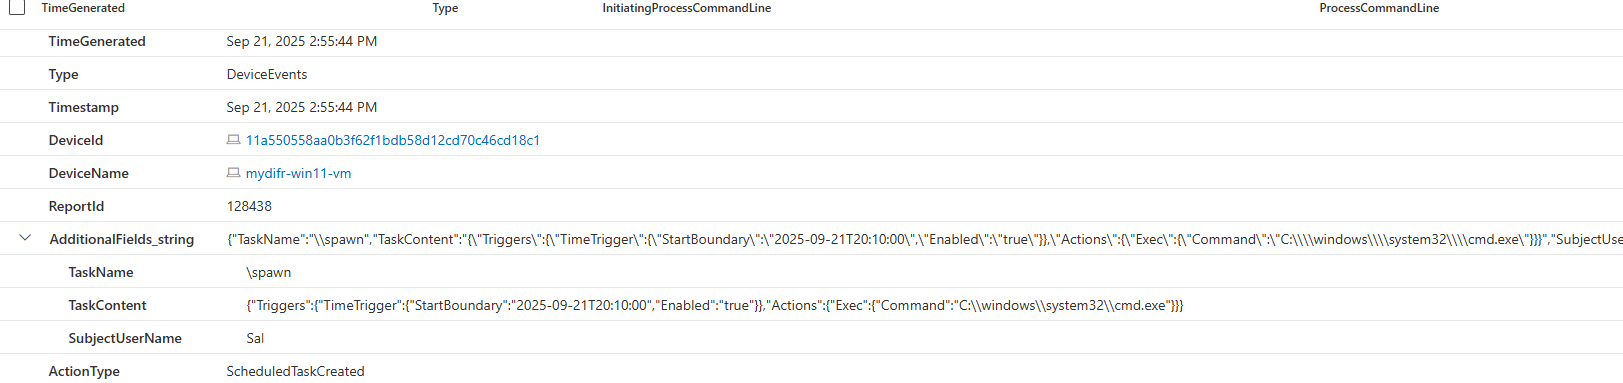 TimeGenerated Type InitiatingProcessCommandLine ProcessCommandLine
TimeGenerated Sep 21, 2025 2:55:44 PM
Type DeviceEvents
Timestamp Sep 21, 2025 2:55:44 PM
DeviceId 11a550558aa0b3f62f1bdb58d12cd70c46cd18c1
DeviceName mydifr-win11-vm
ReportId 128438
AdditionalFields_string {"TaskName":"\\spawn","TaskContent":"{\"Triggers\":{\"TimeTrigger\":{\"StartBoundary\":\"2025-09-21T20:10:00\",\"Enabled\":\"true\"}},\"Actions\":{\"Exec\":{\"Command\":\"C:\\\\windows\\\\system32\\\\cmd.exe\"}}}","SubjectUse
TaskName \spawn
TaskContent {"Triggers":{"TimeTrigger":{"StartBoundary":"2025-09-21T20:10:00","Enabled":"true"}},"Actions":{"Exec":{"Command":"C:\\windows\\system32\\cmd.exe"}}}
SubjectUserName Sal
ActionType ScheduledTaskCreated